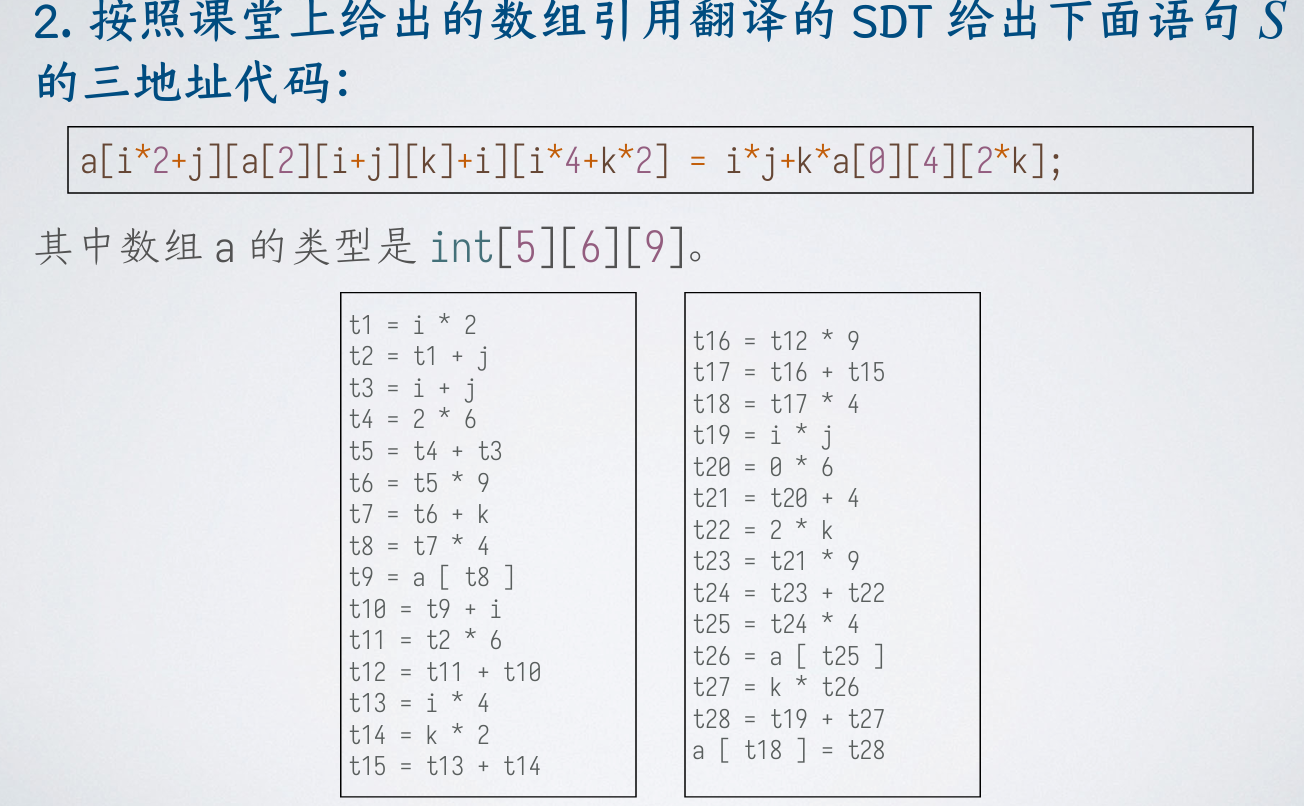 2. 按照课堂上给出的数组引用翻译的 SDT 给出下面语句 S
的三地址代码：
a[i*2+j][a[2][i+j][k]+i][i*4+k*2] = i*j+k*a[0][4][2*k];
其中数组 a 的类型是 int[5][6][9]。
t1 = i * 2
t2 = t1 + j
t3 = i + j
t4 = 2 * 6
t5 = t4 + t3
t6 = t5 * 9
t7 = t6 + k
t8 = t7 * 4
t9 = a [ t8 ]
t10 = t9 + i
t11 = t2 * 6
t12 = t11 + t10
t13 = i * 4
t14 = k * 2
t15 = t13 + t14
t16 = t12 * 9
t17 = t16 + t15
t18 = t17 * 4
t19 = i * j
t20 = 0 * 6
t21 = t20 + 4
t22 = 2 * k
t23 = t21 * 9
t24 = t23 + t22
t25 = t24 * 4
t26 = a [ t25 ]
t27 = k * t26
t28 = t19 + t27
a [ t18 ] = t28